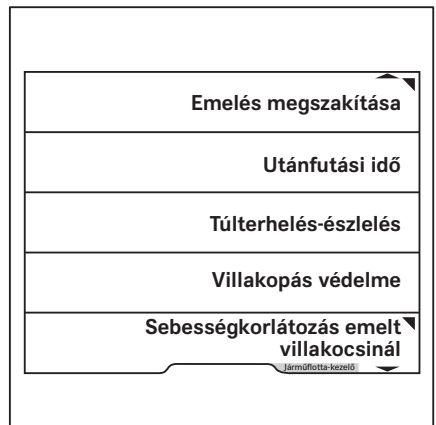 Emelés megszakítása
Utánfutási idő
Túlterhelés-észlelés
Villakopás védelme
Sebességkorlátozás emelt
villakocsinál
Járműflotta-kezelő